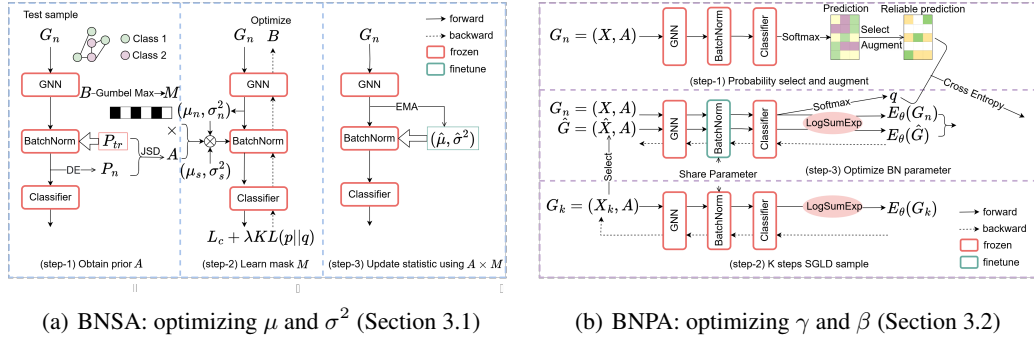 Test sample
Class 1
Class 2
G_n
GNN
BatchNorm
P_tr
DE
P_n
JSD
A
Classifier
(step-1) Obtain prior A
Optimize
G_n
B
GNN
B-Gumbel Max→M
(μ_n, σ_n^2)
×
⊗
BatchNorm
(μ_s, σ_s^2)
Classifier
L_c + λKL(p||q)
(step-2) Learn mask M
G_n
GNN
EMA
BatchNorm
(μ̂, σ̂^2)
Classifier
(step-3) Update statistic using A × M
forward
backward
frozen
finetune
(a) BNSA: optimizing μ and σ^2 (Section 3.1)
G_n = (X, A)
GNN
BatchNorm
Classifier
Softmax
Prediction
Select
Augment
Reliable prediction
(step-1) Probability select and augment
Cross Entropy
G_n = (X, A)
Ĝ = (X̂, A)
GNN
BatchNorm
Classifier
Softmax
q
LogSumExp
E_θ(G_n)
E_θ(Ĝ)
Select
Share Parameter
(step-3) Optimize BN parameter
G_k = (X_k, A)
GNN
BatchNorm
Classifier
LogSumExp
E_θ(G_k)
(step-2) K steps SGLD sample
forward
backward
frozen
finetune
(b) BNPA: optimizing γ and β (Section 3.2)